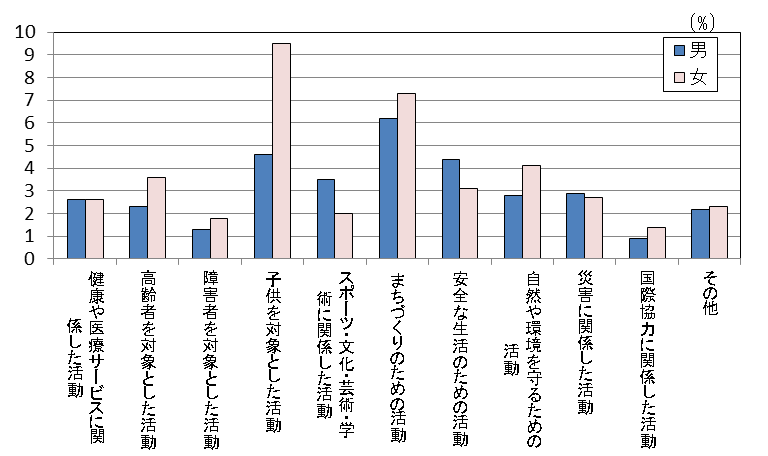 (%)
10
9
8
7
6
5
4
3
2
1
0
男
女
健康や医療サービスに関
係した活動
高齢者を対象とした活動
障害者を対象とした活動
子供を対象とした活動
スポーツ・文化・芸術・学
術に関係した活動
まちづくりのための活動
安全な生活のための活動
自然や環境を守るための
活動
災害に関係した活動
国際協力に関係した活動
その他